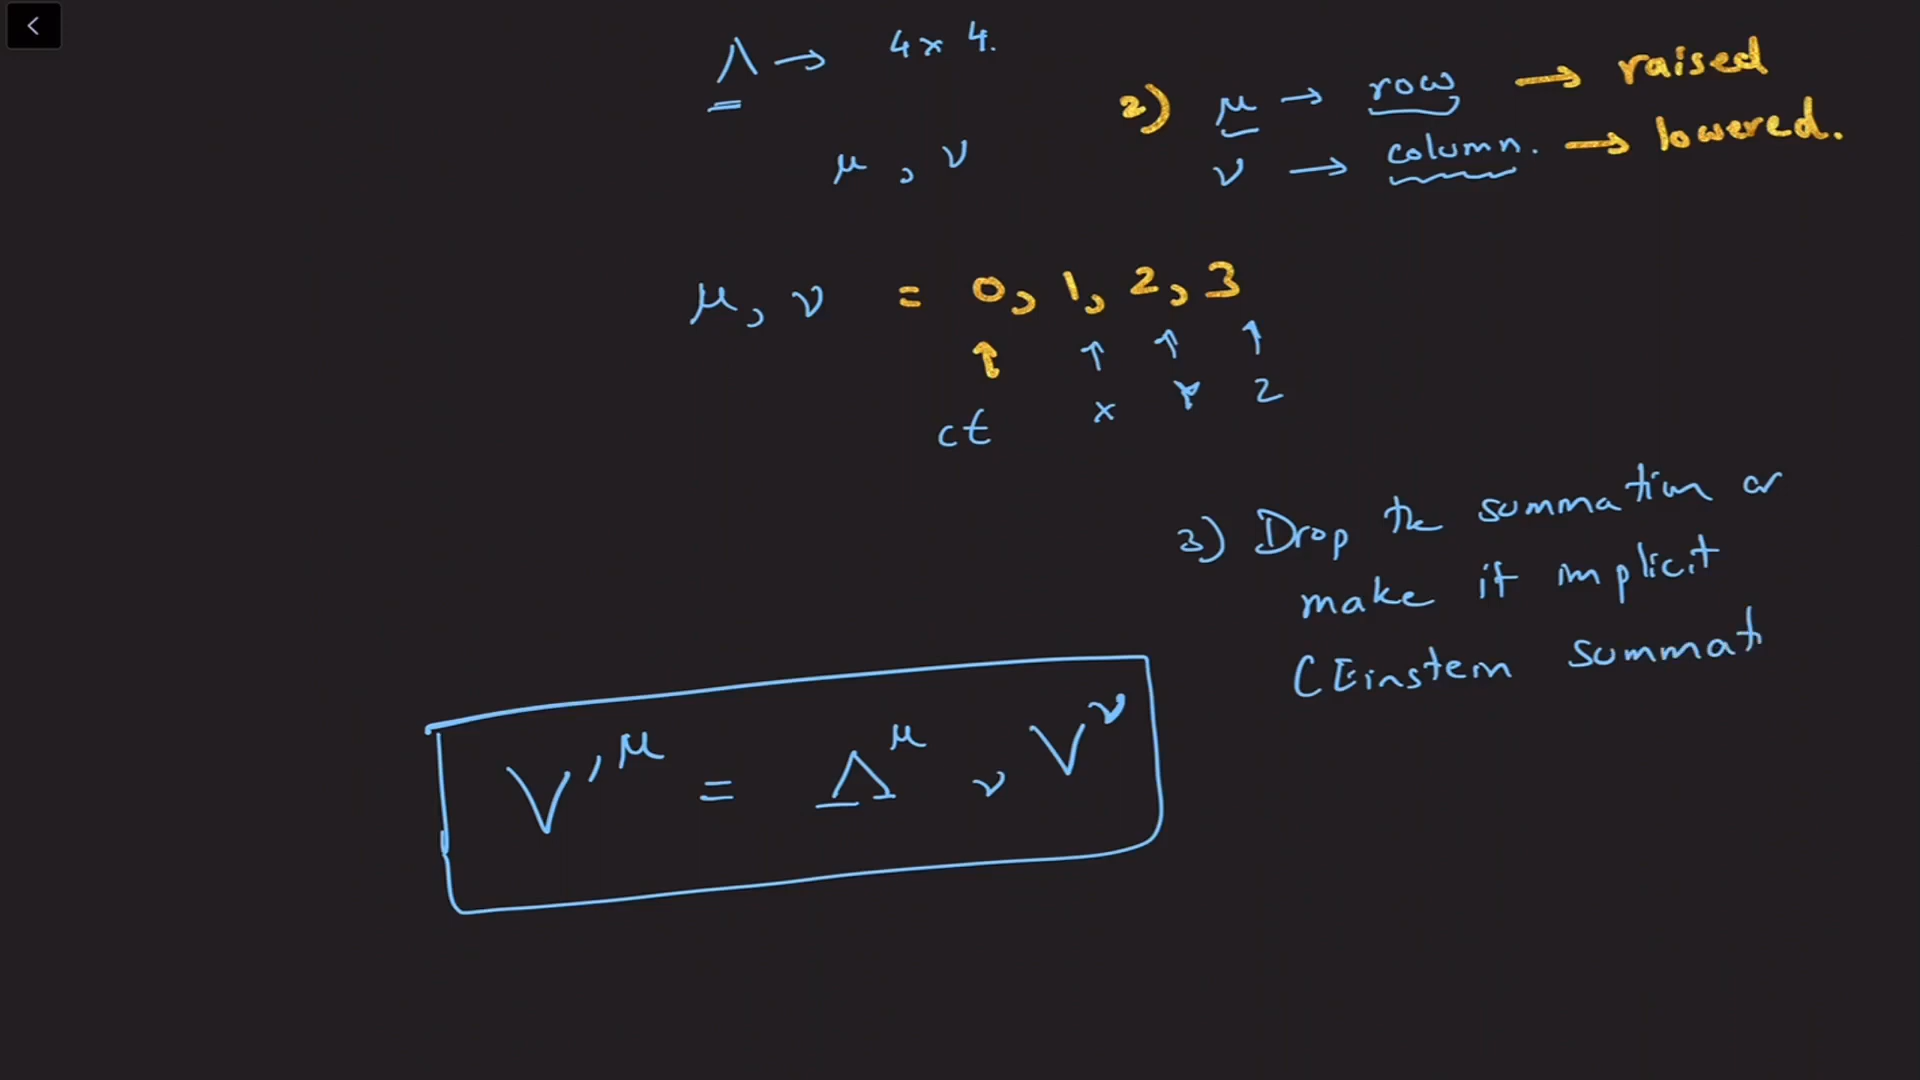 Λ → 4 x 4.
μ , ν
2) μ → row → raised
ν → column. → lowered.
μ, ν = 0, 1, 2, 3
↑ ↑ ↑ ↑
ct x y z
3) Drop the summation or
make it implicit
(Einstein summat
V'^μ = Λ^μ_ν V^ν